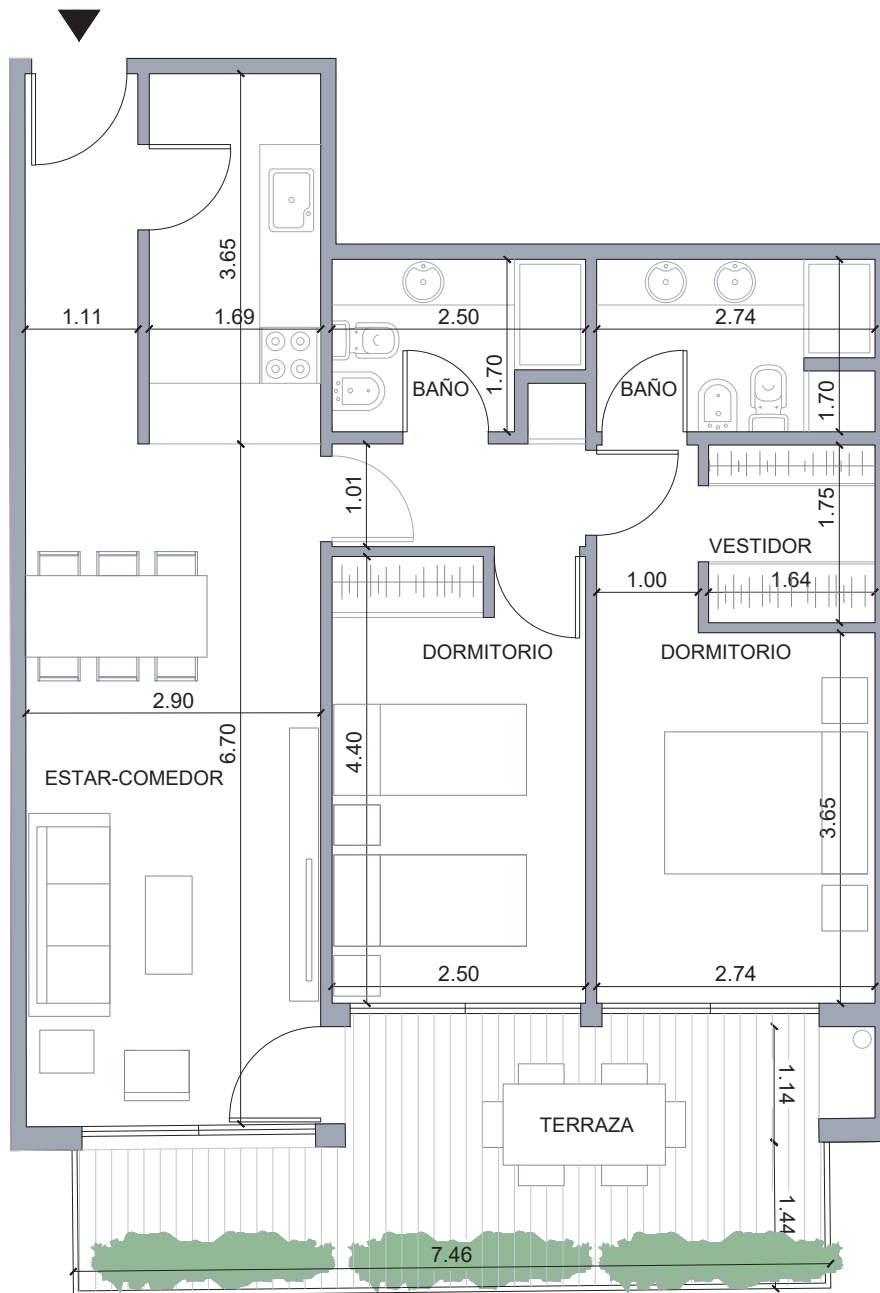 3.65
1.11
1.69
2.50
2.74
1.70
BAÑO
BAÑO
1.70
1.01
1.75
VESTIDOR
1.00
1.64
DORMITORIO
DORMITORIO
2.90
6.70
4.40
ESTAR-COMEDOR
3.65
2.50
2.74
1.14
TERRAZA
1.44
7.46